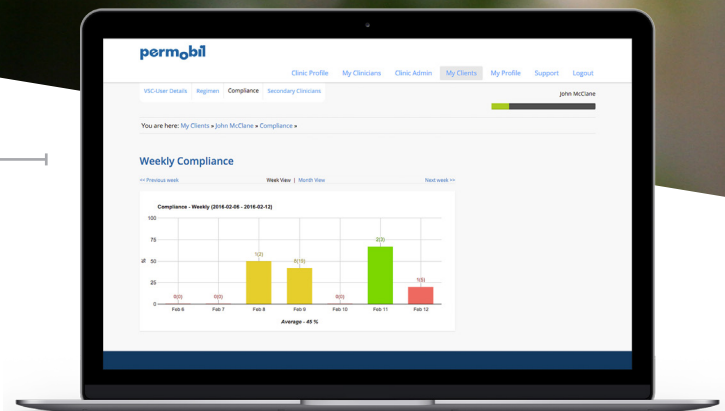 permobil
Clinic Profile My Clinicians Clinic Admin My Clients My Profile Support Logout
VSC-User Details Regimen Compliance Secondary Clinicians
John McClane
You are here: My Clients » John McClane » Compliance »
Weekly Compliance
<< Previous week Week View | Month View Next week >>
Compliance - Weekly (2016-02-06 - 2016-02-12)
100
75
50
25
0
%
0(0) 0(0) 1(2) 0(0) 2(3) 1(5)
Feb 6 Feb 7 Feb 8 Feb 9 Feb 10 Feb 11 Feb 12
Average - 45 %